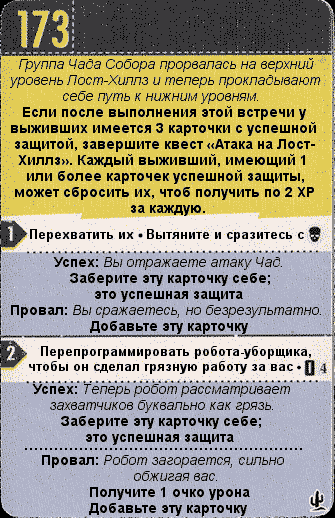 173
Группа Чада Собора прорвалась на верхний
уровень Лост-Хиллз и теперь прокладывают
себе путь к нижним уровням.
Если после выполнения этой встречи у
выживших имеется 3 карточки с успешной
защитой, завершите квест «Атака на Лост-
Хиллз». Каждый выживший, имеющий 1
или более карточек успешной защиты,
может сбросить их, чтоб получить по 2 XP
за каждую.
1 Перехватить их • Вытяните и сразитесь с
Успех: Вы отражаете атаку Чад.
Заберите эту карточку себе;
это успешная защита
Провал: Вы сражаетесь, но безрезультатно.
Добавьте эту карточку
2 Перепрограммировать робота-уборщика,
чтобы он сделал грязную работу за вас • 4
Успех: Теперь робот рассматривает
захватчиков буквально как грязь.
Заберите эту карточку себе;
это успешная защита
Провал: Робот загорается, сильно
обжигая вас.
Получите 1 очко урона
Добавьте эту карточку